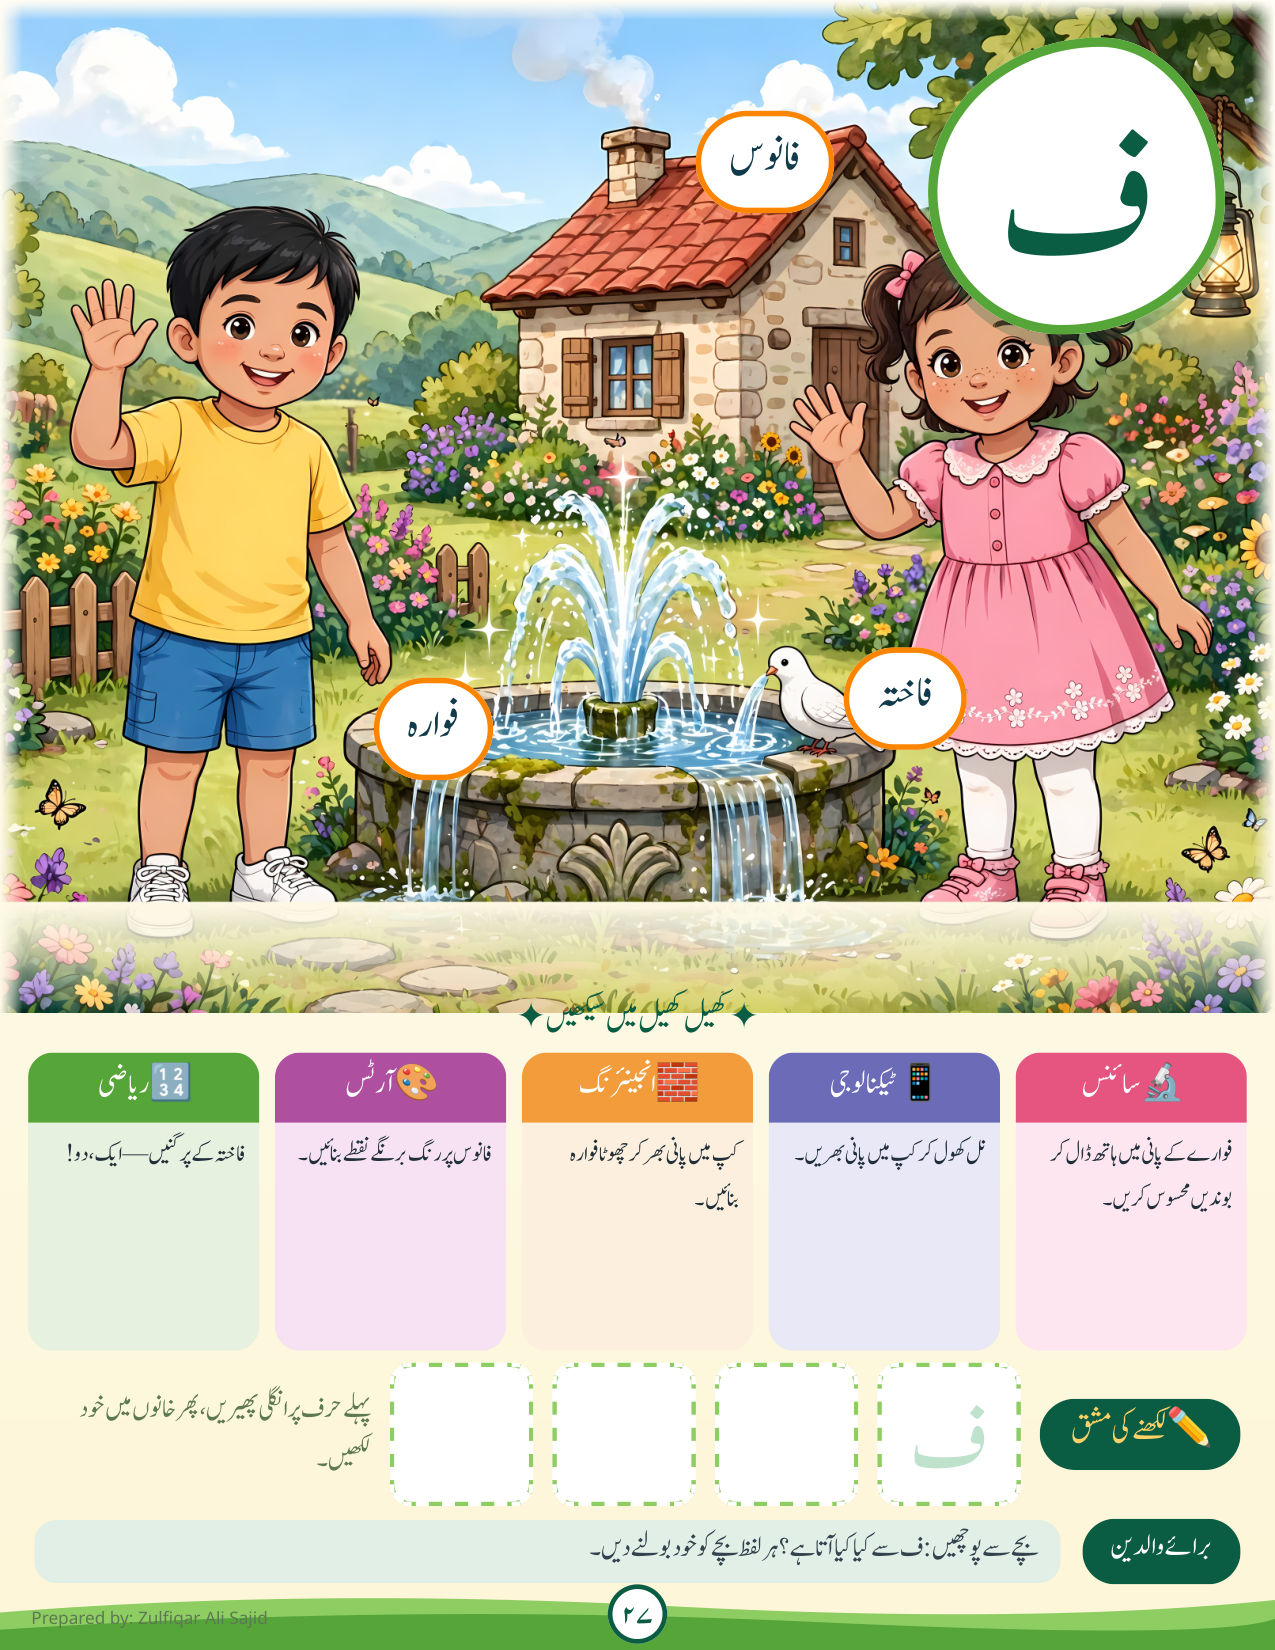 ف
فانوس
فاختہ
فوارہ
✦ کھیل کھیل میں سیکھیں ✦
🔬 سائنس
فوارے کے پانی میں ہاتھ ڈال کر
بوندیں محسوس کریں۔
📱 ٹیکنالوجی
نل کھول کر کپ میں پانی بھریں۔
🧱 انجینئرنگ
کپ میں پانی بھر کر چھوٹا فوارہ
بنائیں۔
🎨 آرٹس
فانوس پر رنگ برنگے نقطے بنائیں۔
🔢 ریاضی
فاختہ کے پر گنیں — ایک، دو!
✏️ لکھنے کی مشق
ف
پہلے حرف پر انگلی پھیریں، پھر خانوں میں خود
لکھیں۔
برائے والدین
بچے سے پوچھیں: ف سے کیا کیا آتا ہے؟ ہر لفظ بچے کو خود بولنے دیں۔
Prepared by: Zulfiqar Ali Sajid
۲۷